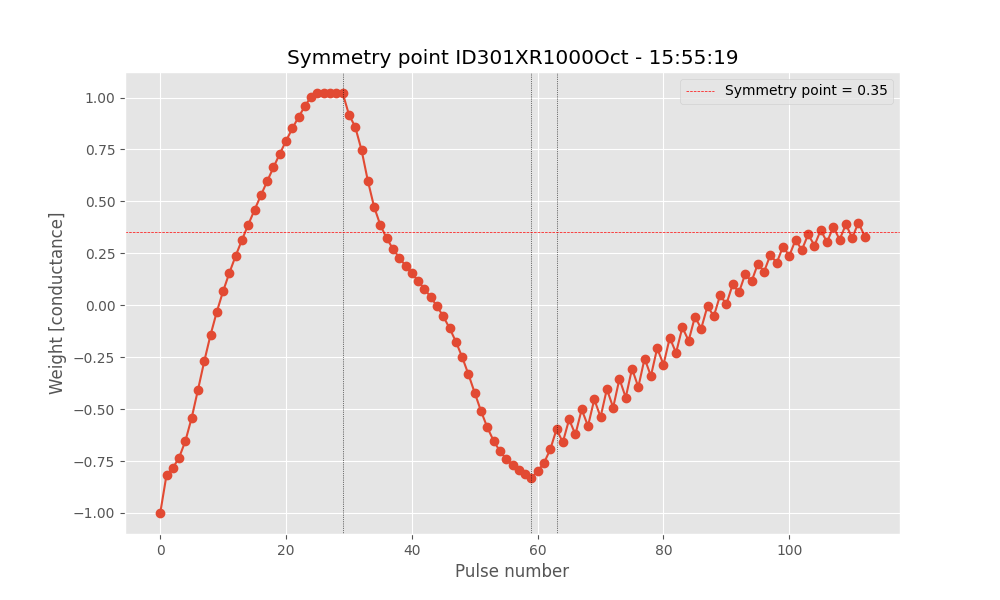 Symmetry point ID301XR1000Oct - 15:55:19
Symmetry point = 0.35
1.00
0.75
0.50
0.25
0.00
−0.25
−0.50
−0.75
−1.00
Weight [conductance]
0 20 40 60 80 100
Pulse number